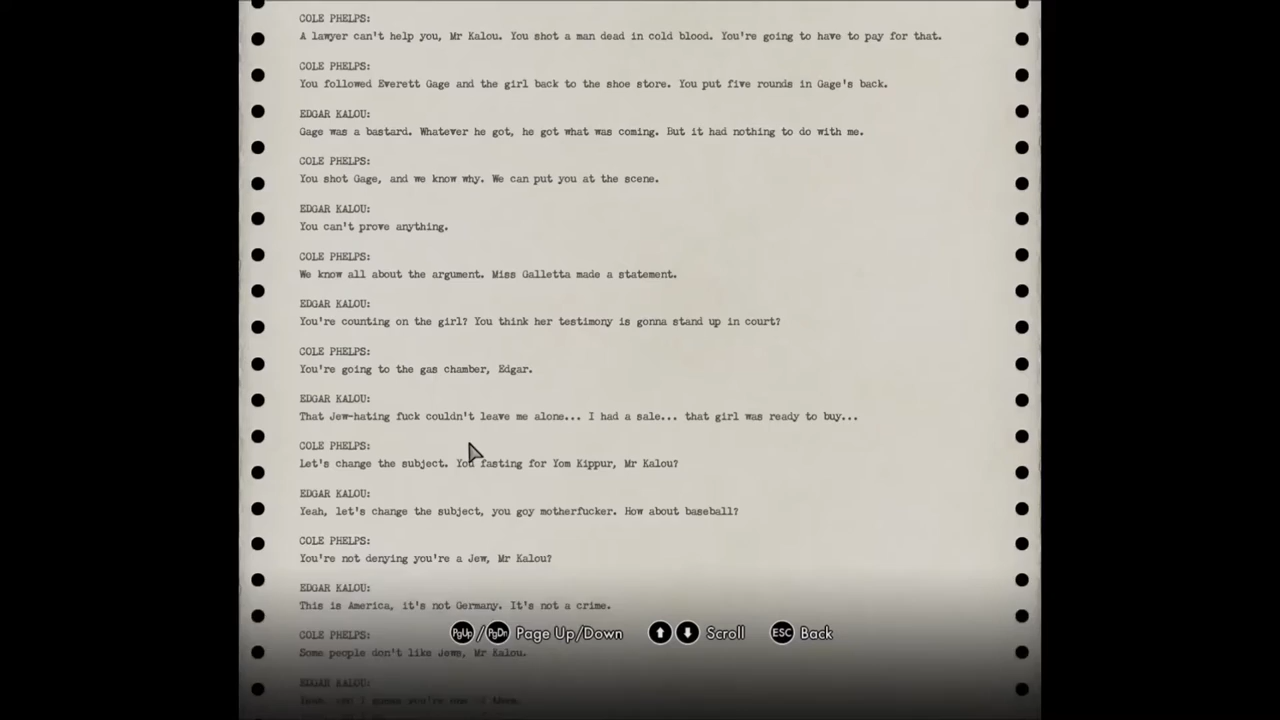 COLE PHELPS:
A lawyer can't help you, Mr Kalou. You shot a man dead in cold blood. You're going to have to pay for that.
COLE PHELPS:
You followed Everett Gage and the girl back to the shoe store. You put five rounds in Gage's back.
EDGAR KALOU:
Gage was a bastard. Whatever he got, he got what was coming. But it had nothing to do with me.
COLE PHELPS:
You shot Gage, and we know why. We can put you at the scene.
EDGAR KALOU:
You can't prove anything.
COLE PHELPS:
We know all about the argument. Miss Galletta made a statement.
EDGAR KALOU:
You're counting on the girl? You think her testimony is gonna stand up in court?
COLE PHELPS:
You're going to the gas chamber, Edgar.
EDGAR KALOU:
That Jew-hating fuck couldn't leave me alone... I had a sale... that girl was ready to buy...
COLE PHELPS:
Let's change the subject. You fasting for Yom Kippur, Mr Kalou?
EDGAR KALOU:
Yeah, let's change the subject, you goy motherfucker. How about baseball?
COLE PHELPS:
You're not denying you're a Jew, Mr Kalou?
EDGAR KALOU:
This is America, it's not Germany. It's not a crime.
COLE PHELPS:
PgUp / PgDn Page Up/Down Scroll ESC Back
Some people don't like Jews, Mr Kalou.
EDGAR KALOU: